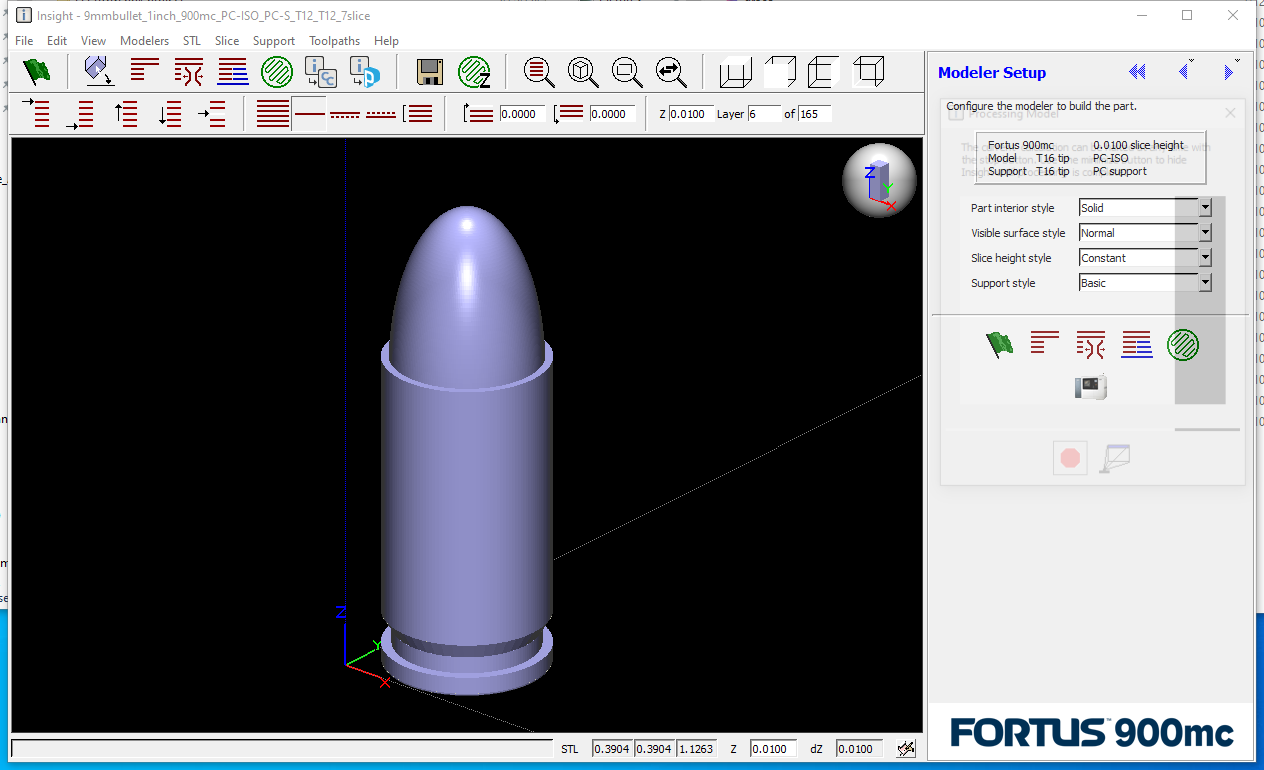 Insight - 9mmbullet_1inch_900mc_PC-ISO_PC-S_T12_T12_7slice
File Edit View Modelers STL Slice Support Toolpaths Help
0.0000 0.0000 Z 0.0100 Layer 6 of 165
Z
Y
X
Z
Y
X
STL 0.3904 0.3904 1.1263 Z 0.0100 dZ 0.0100
Modeler Setup
Configure the modeler to build the part.
Processing Model
Fortus 900mc 0.0100 slice height
Model T16 tip PC-ISO
Support T16 tip PC support
Part interior style Solid
Visible surface style Normal
Slice height style Constant
Support style Basic
FORTUS™ 900mc